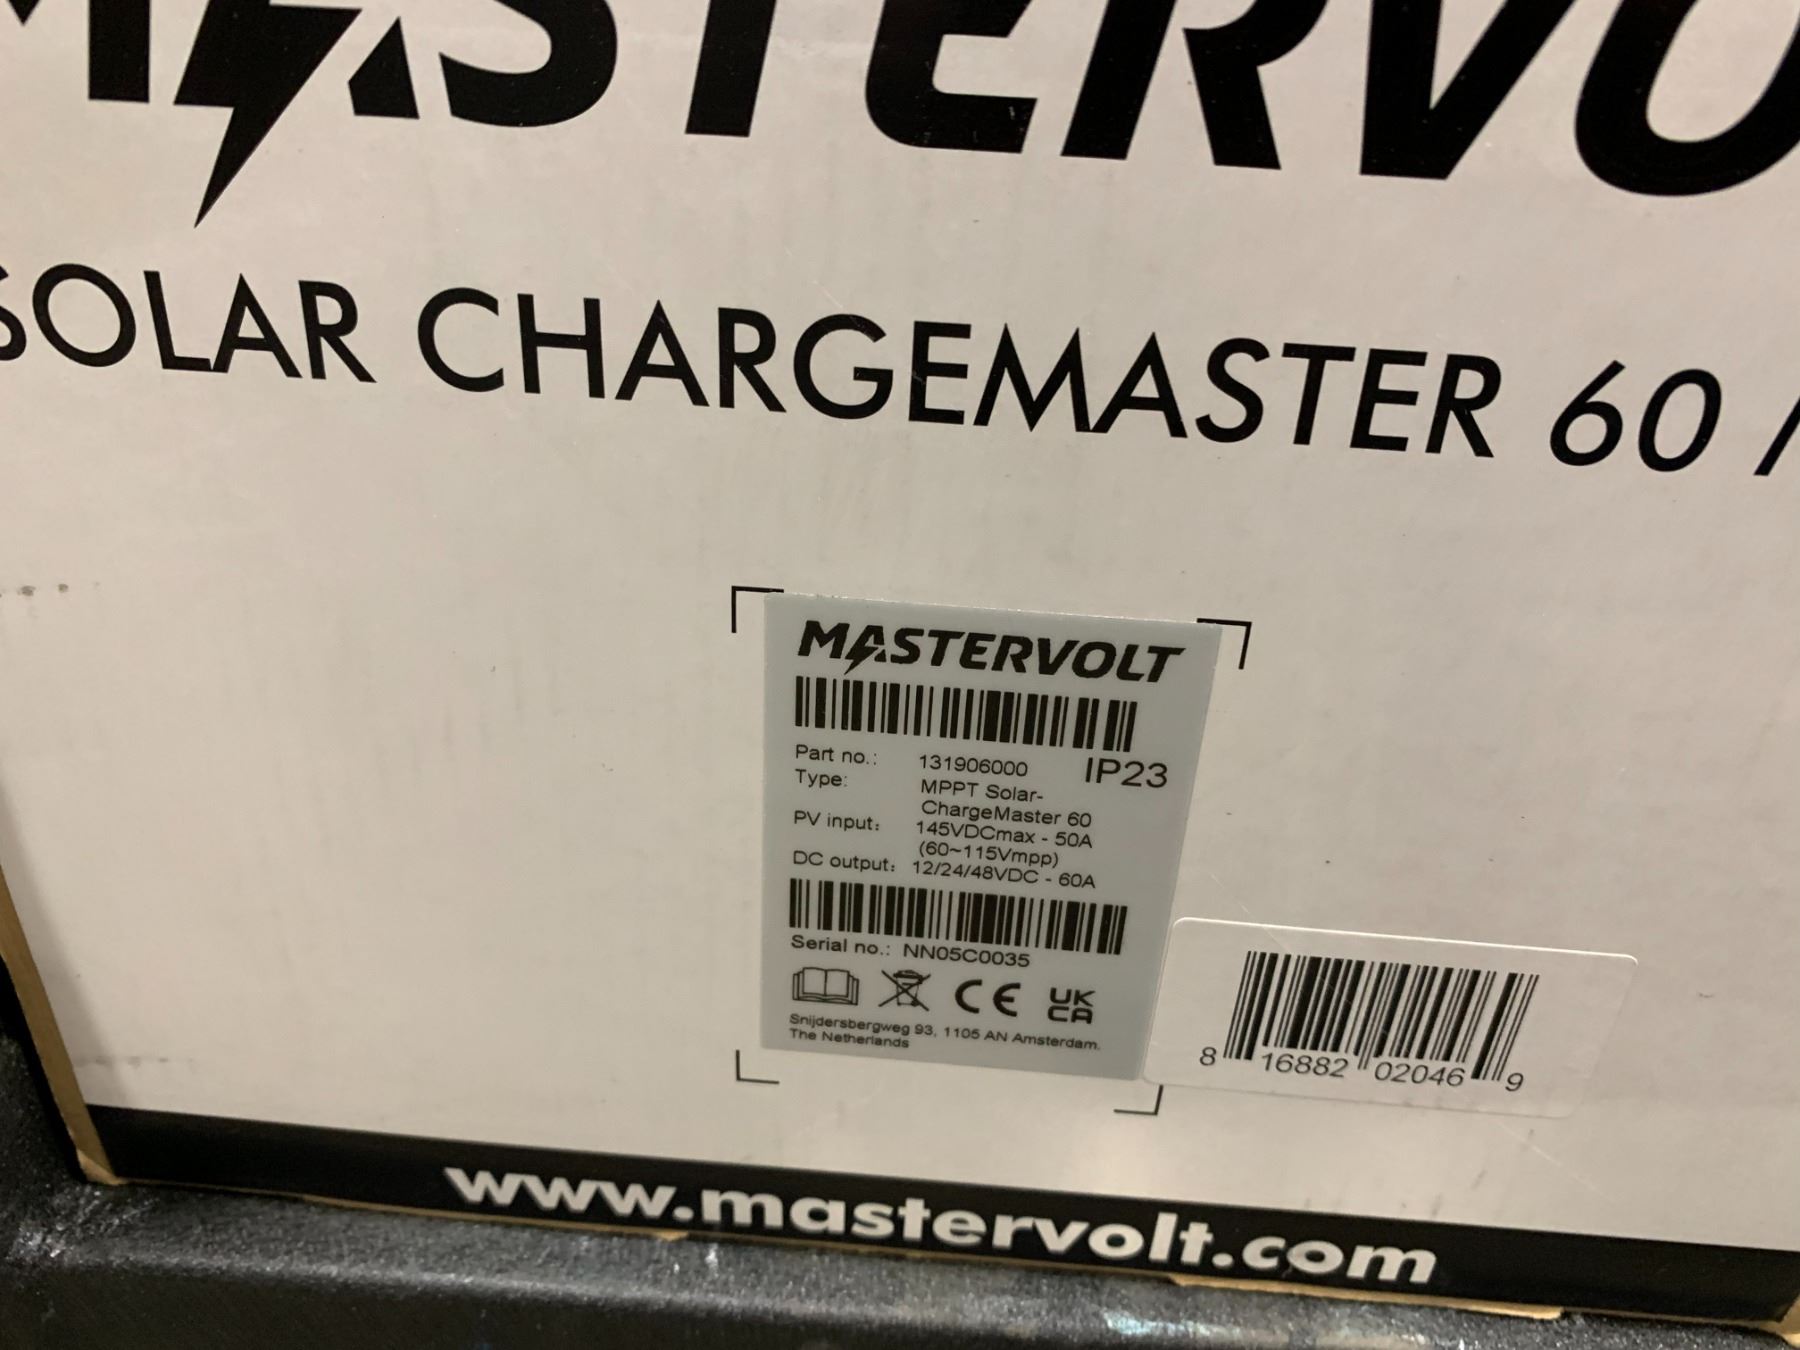 MASTERVO
SOLAR CHARGEMASTER 60 /
MASTERVOLT
Part no.: 131906000 IP23
Type: MPPT Solar-
ChargeMaster 60
PV input: 145VDCmax - 50A
(60~115Vmpp)
DC output: 12/24/48VDC - 60A
Serial no.: NN05C0035
CE UK
CA
Snijdersbergweg 93, 1105 AN Amsterdam.
The Netherlands
8 16882 02046 9
www.mastervolt.com